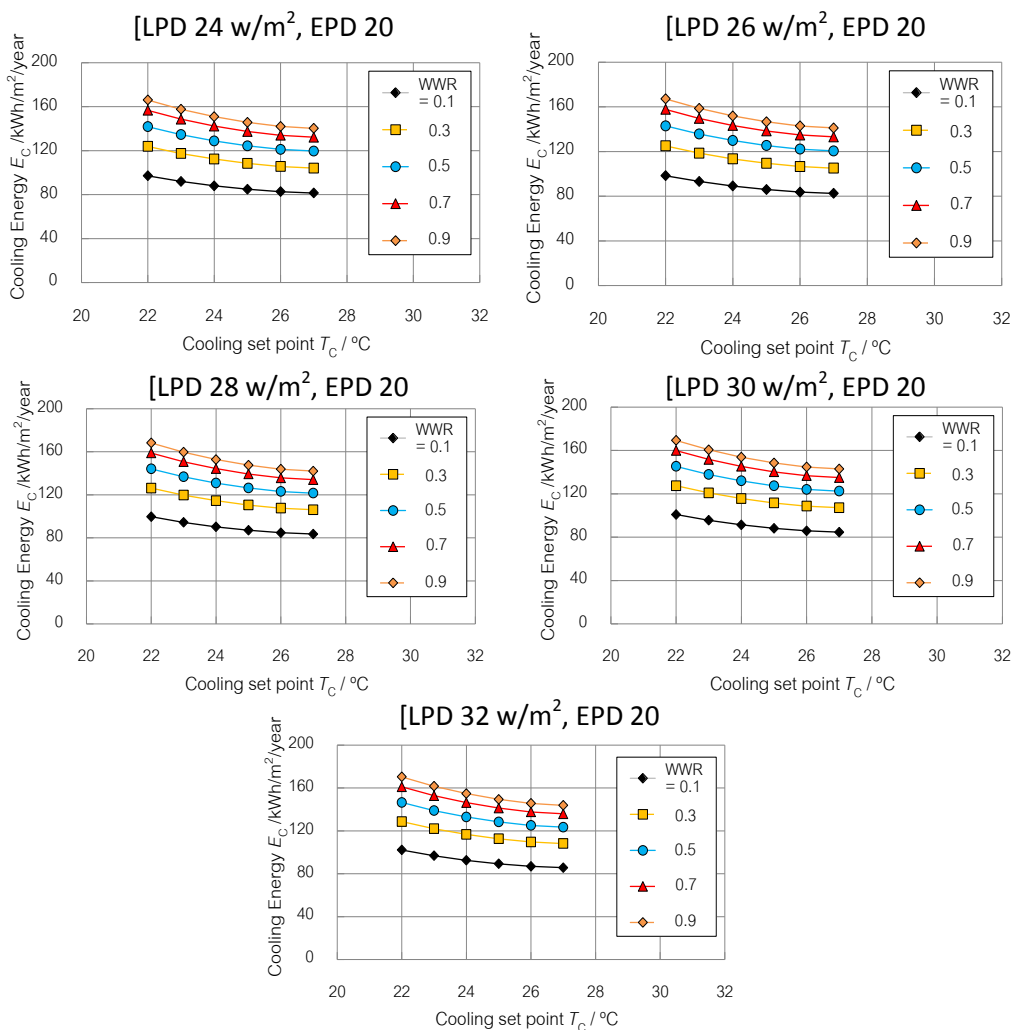 [LPD 24 w/m², EPD 20
Cooling Energy E_C /kWh/m²/year
200
160
120
80
40
0
20 22 24 26 28 30 32
Cooling set point T_C / ºC
WWR
= 0.1
0.3
0.5
0.7
0.9
[LPD 26 w/m², EPD 20
Cooling Energy E_C /kWh/m²/year
200
160
120
80
40
0
20 22 24 26 28 30 32
Cooling set point T_C / ºC
WWR
= 0.1
0.3
0.5
0.7
0.9
[LPD 28 w/m², EPD 20
Cooling Energy E_C /kWh/m²/year
200
160
120
80
40
0
20 22 24 26 28 30 32
Cooling set point T_C / ºC
WWR
= 0.1
0.3
0.5
0.7
0.9
[LPD 30 w/m², EPD 20
Cooling Energy E_C /kWh/m²/year
200
160
120
80
40
0
20 22 24 26 28 30 32
Cooling set point T_C / ºC
WWR
= 0.1
0.3
0.5
0.7
0.9
[LPD 32 w/m², EPD 20
Cooling Energy E_C /kWh/m²/year
200
160
120
80
40
0
20 22 24 26 28 30 32
Cooling set point T_C / ºC
WWR
= 0.1
0.3
0.5
0.7
0.9